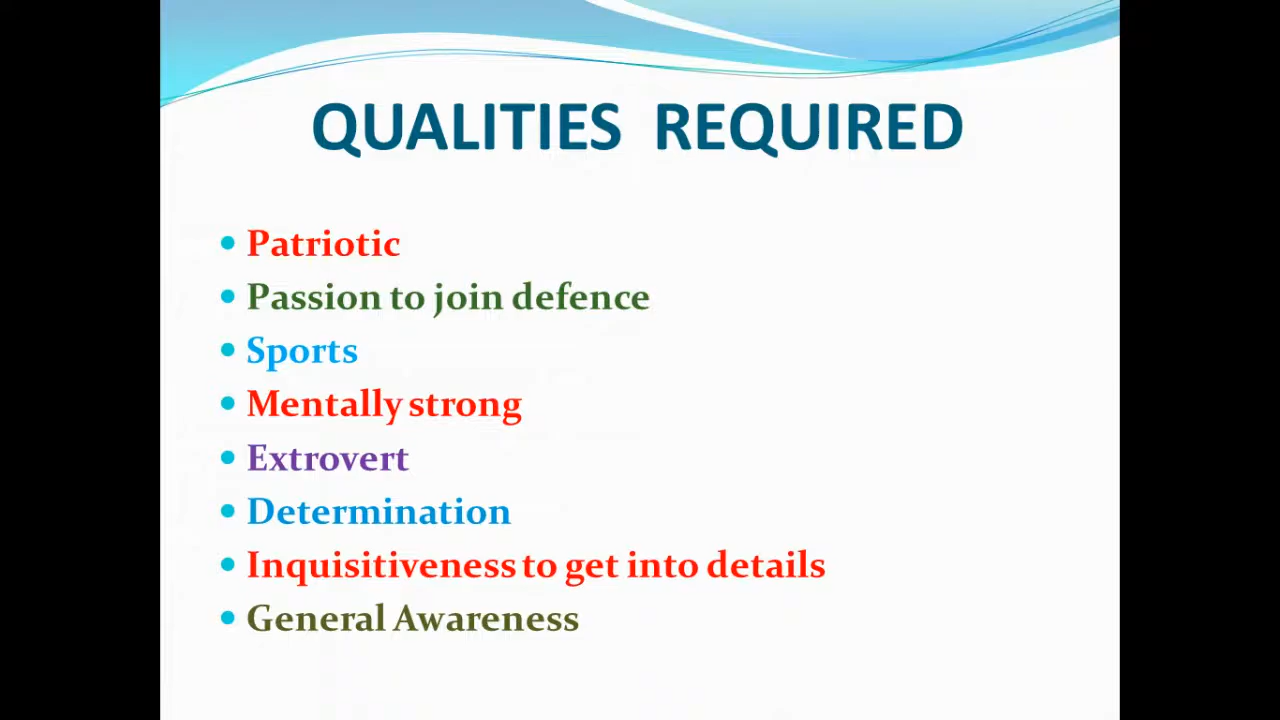 QUALITIES REQUIRED
• Patriotic
• Passion to join defence
• Sports
• Mentally strong
• Extrovert
• Determination
• Inquisitiveness to get into details
• General Awareness